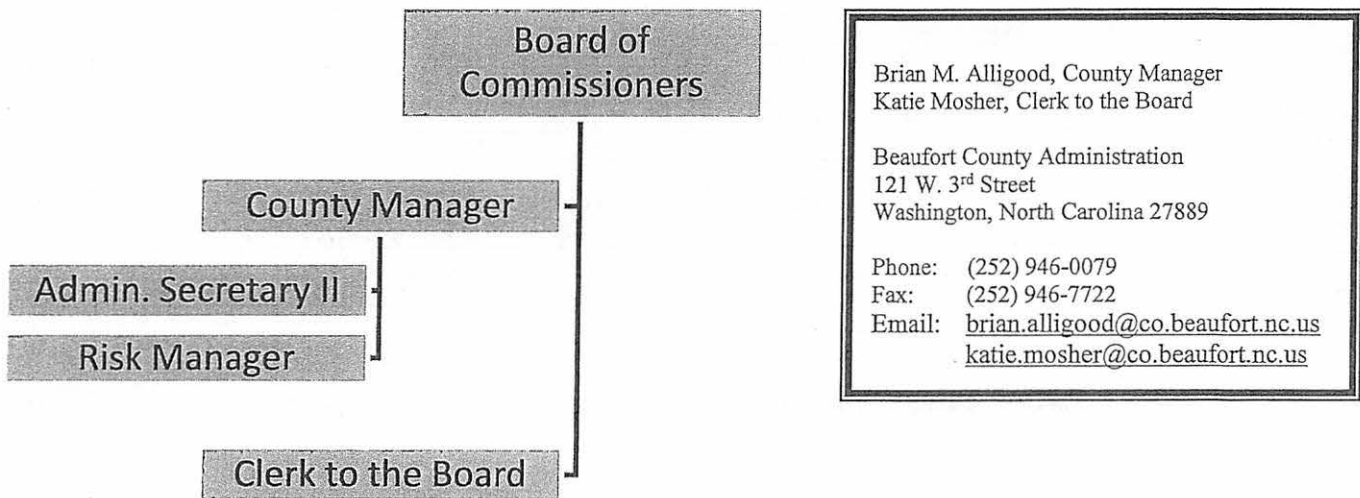 Board of
Commissioners
County Manager
Admin. Secretary II
Risk Manager
Clerk to the Board
Brian M. Alligood, County Manager
Katie Mosher, Clerk to the Board
Beaufort County Administration
121 W. 3rd Street
Washington, North Carolina 27889
Phone: (252) 946-0079
Fax: (252) 946-7722
Email: brian.alligood@co.beaufort.nc.us
katie.mosher@co.beaufort.nc.us